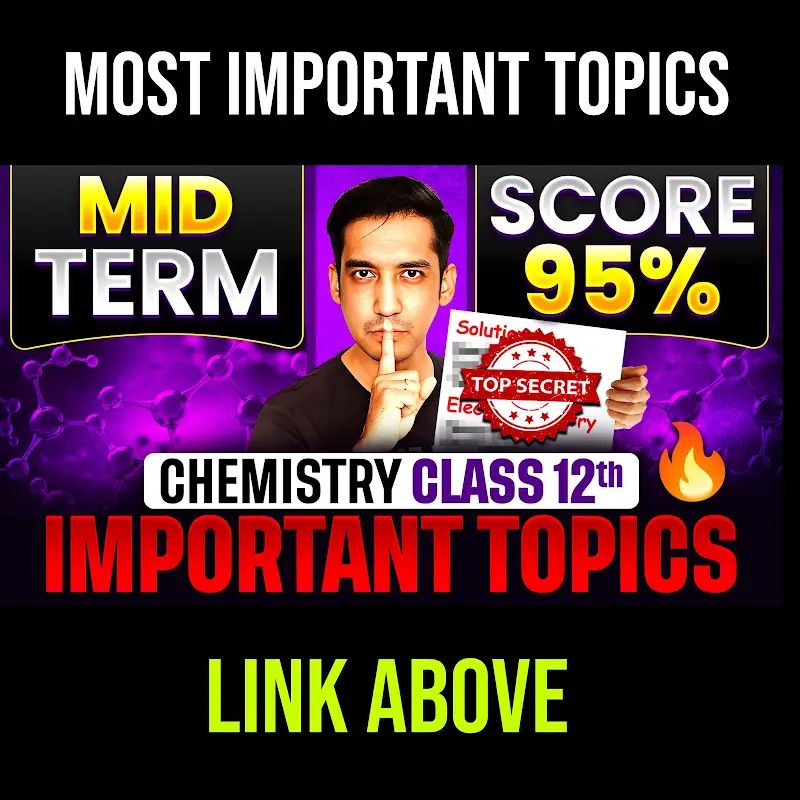 MOST IMPORTANT TOPICS
MID
TERM
SCORE
95%
TOP SECRET
CHEMISTRY CLASS 12th
IMPORTANT TOPICS
LINK ABOVE